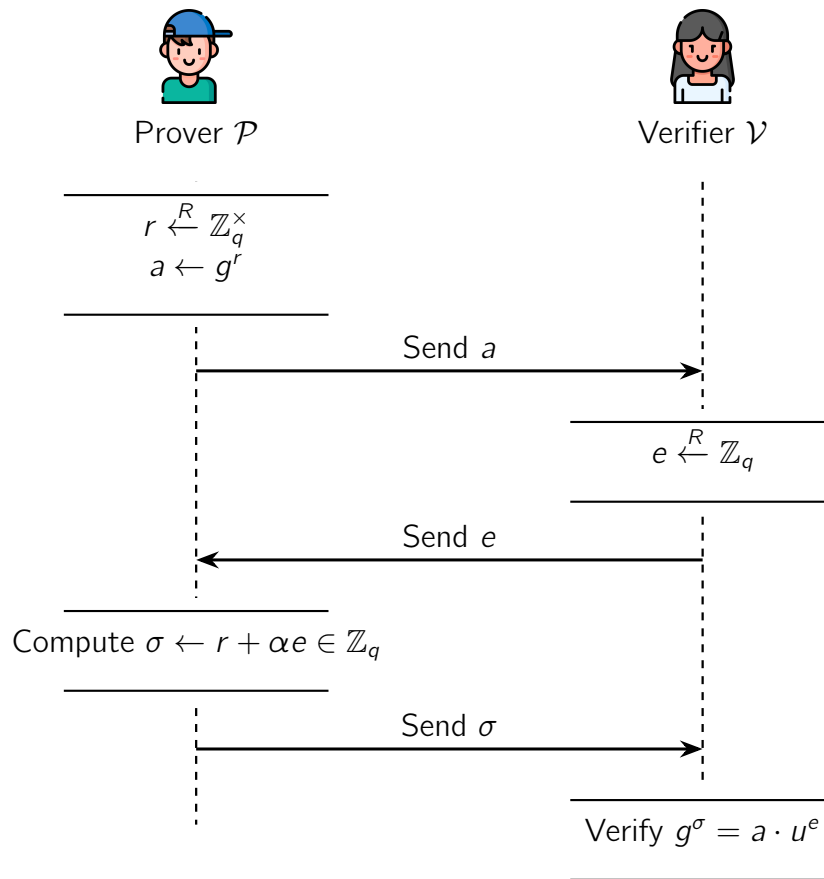 Prover 𝒫
Verifier 𝒱
r ←ᴿ ℤ_q^×
a ← g^r
Send a
e ←ᴿ ℤ_q
Send e
Compute σ ← r + αe ∈ ℤ_q
Send σ
Verify g^σ = a · u^e